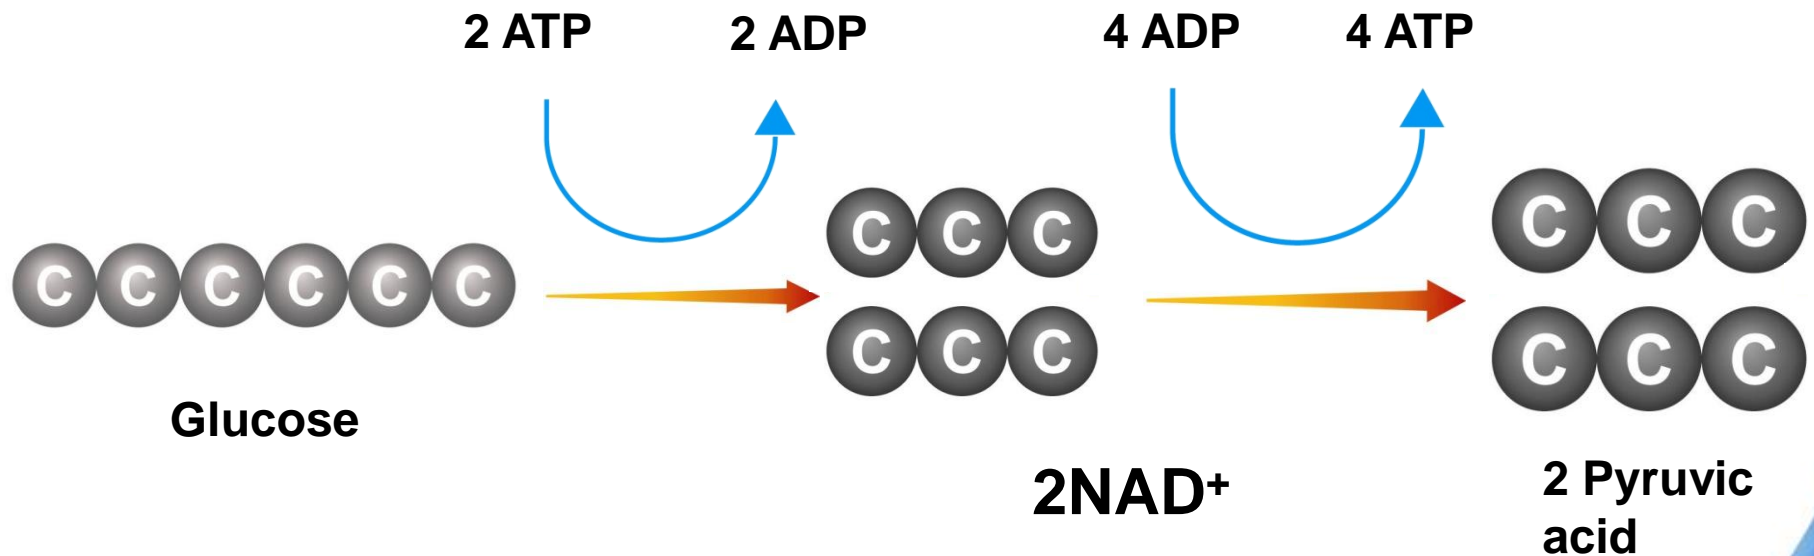 2 ATP
2 ADP
4 ADP
4 ATP
C C C C C C
C C C
C C C
C C C
C C C
Glucose
2NAD⁺
2 Pyruvic
acid